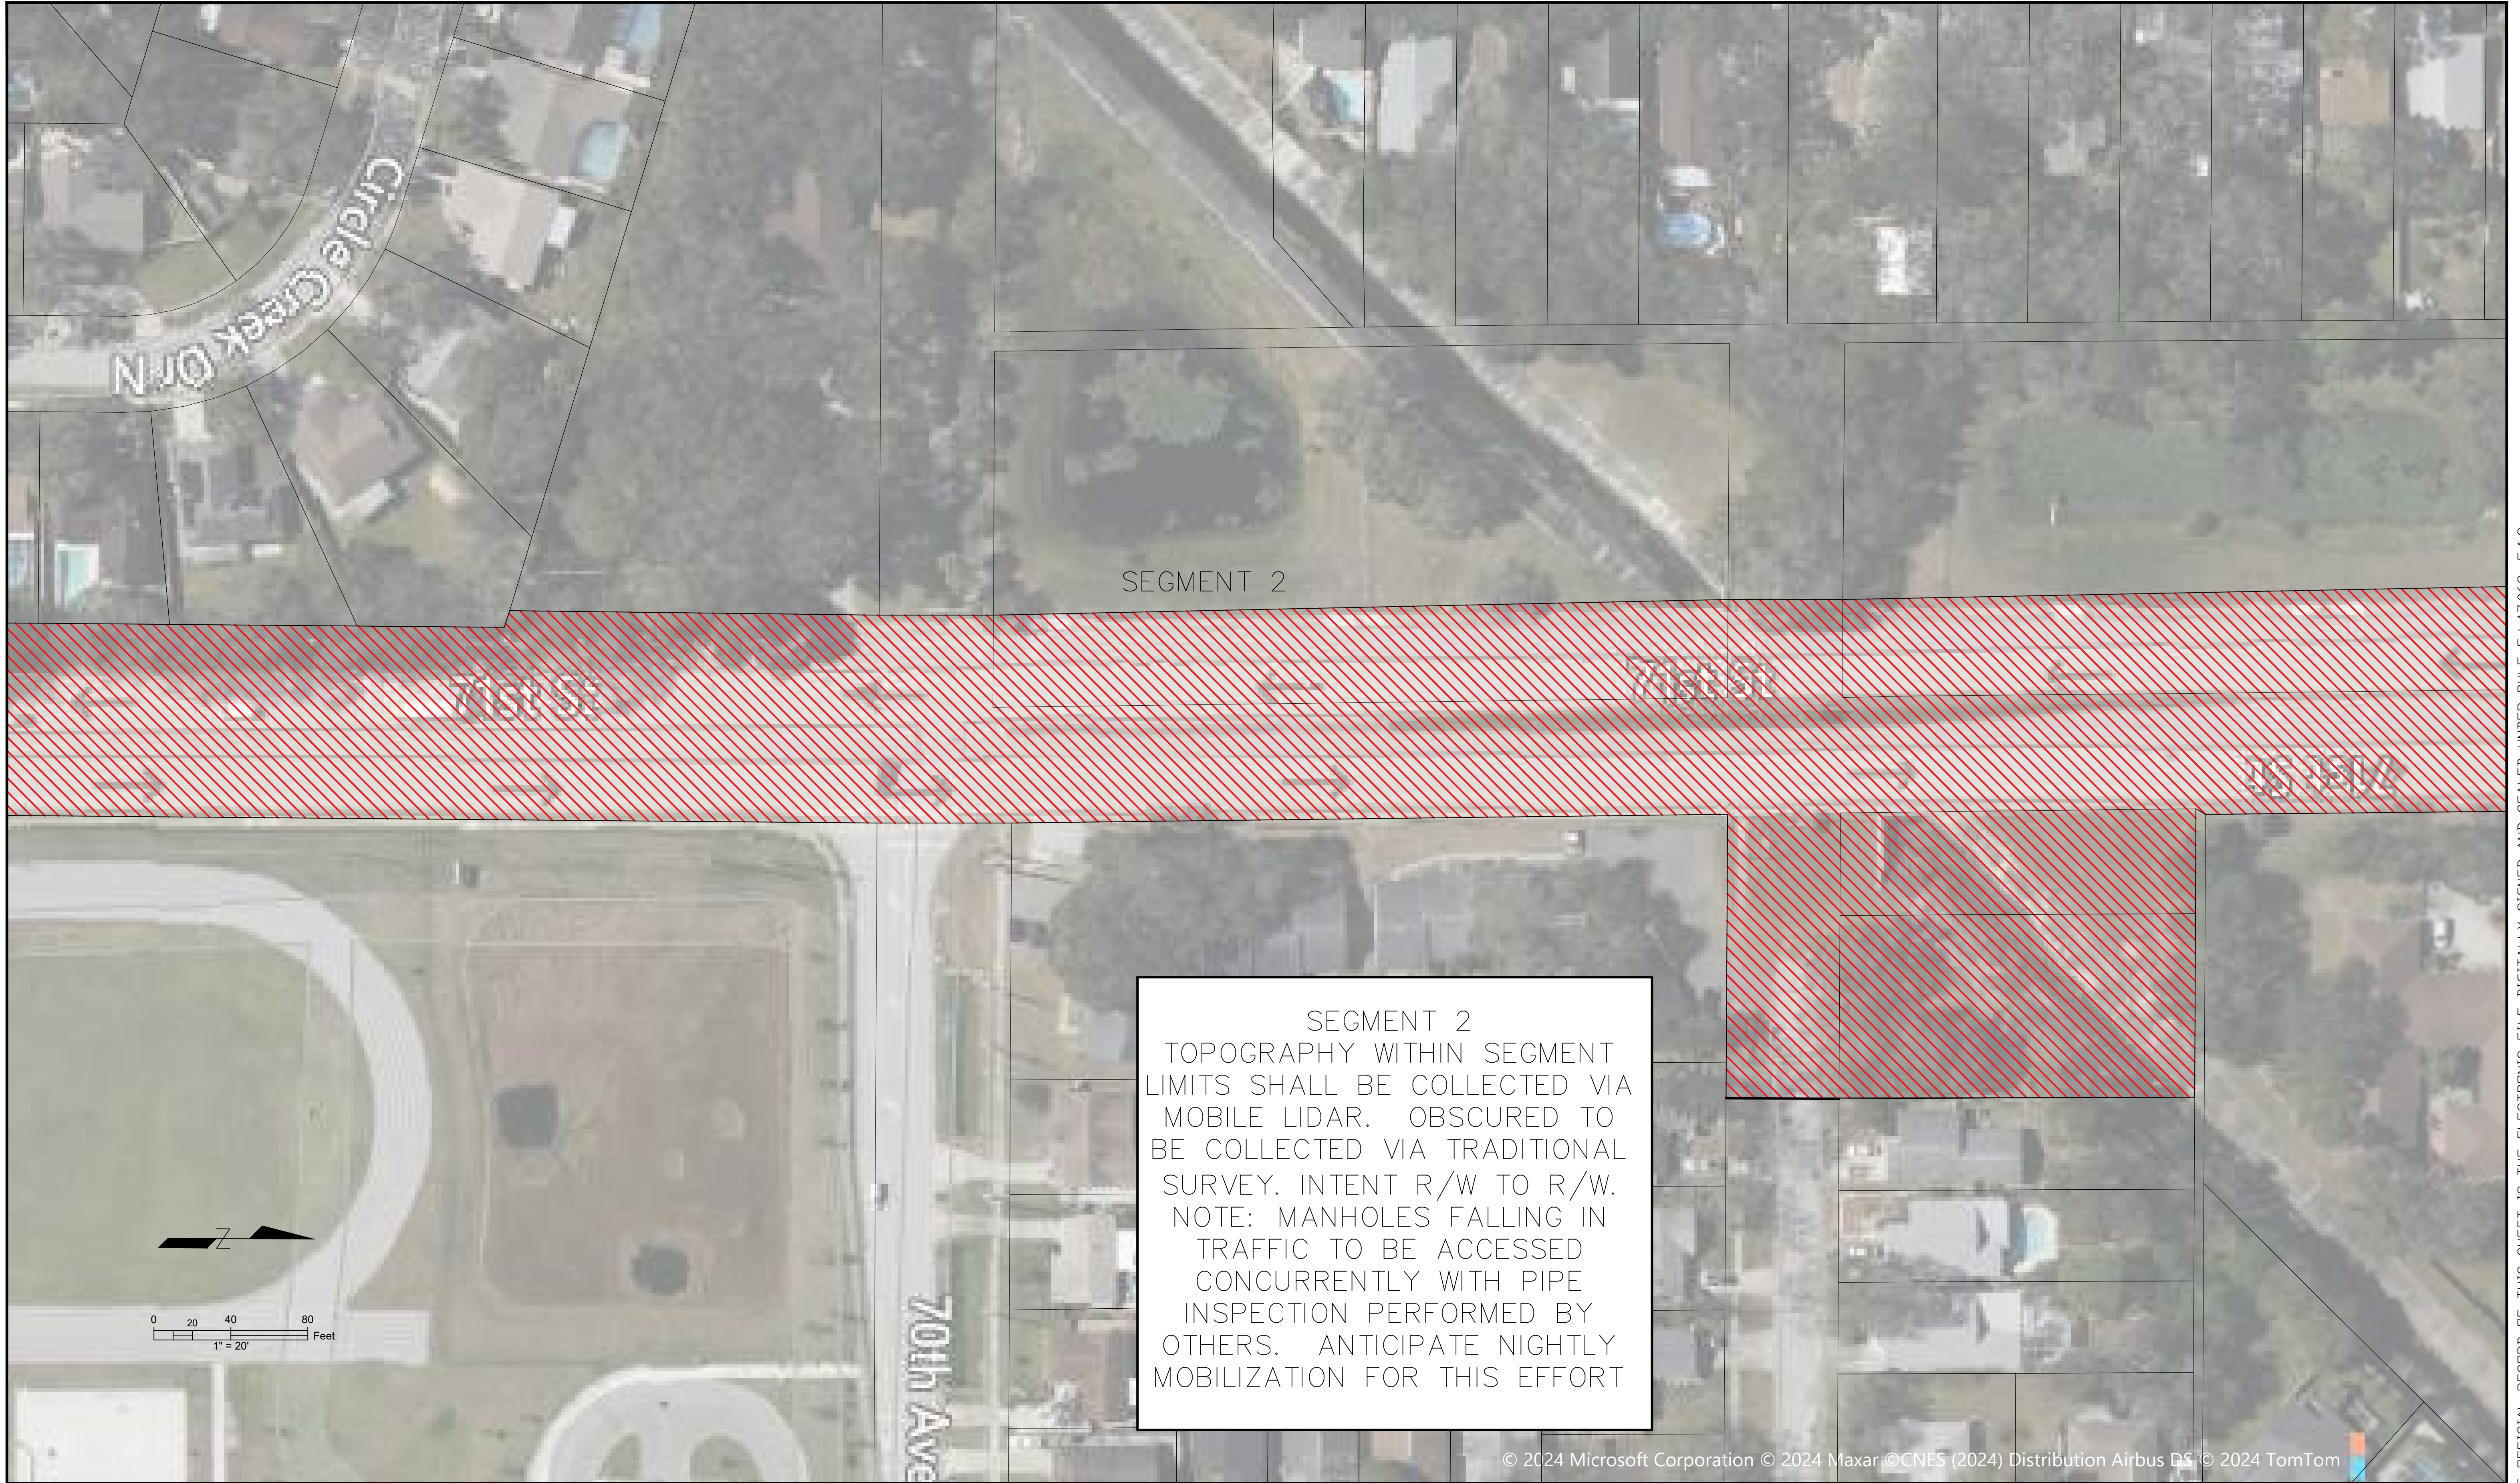 Circle Creek Dr N
SEGMENT 2
71st St
71st St
71st St
SEGMENT 2
TOPOGRAPHY WITHIN SEGMENT
LIMITS SHALL BE COLLECTED VIA
MOBILE LIDAR. OBSCURED TO
BE COLLECTED VIA TRADITIONAL
SURVEY. INTENT R/W TO R/W.
NOTE: MANHOLES FALLING IN
TRAFFIC TO BE ACCESSED
CONCURRENTLY WITH PIPE
INSPECTION PERFORMED BY
OTHERS. ANTICIPATE NIGHTLY
MOBILIZATION FOR THIS EFFORT
Z
0 20 40 80
Feet
1" = 20'
70th Ave
© 2024 Microsoft Corporation © 2024 Maxar ©CNES (2024) Distribution Airbus DS © 2024 TomTom